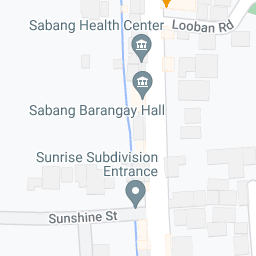 Sabang Health Center
Looban Rd
Sabang Barangay Hall
Sunrise Subdivision
Entrance
Sunshine St